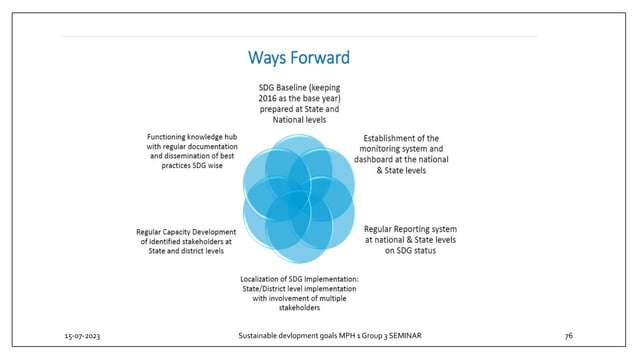 Ways Forward
SDG Baseline (keeping
2016 as the base year)
prepared at State and
National levels
Establishment of the
monitoring system and
dashboard at the national
& State levels
Regular Reporting system
at national & State levels
on SDG status
Localization of SDG Implementation:
State/District level implementation
with involvement of multiple
stakeholders
Regular Capacity Development
of identified stakeholders at
State and district levels
Functioning knowledge hub
with regular documentation
and dissemination of best
practices SDG wise
15-07-2023
Sustainable devlopment goals MPH 1 Group 3 SEMINAR
76